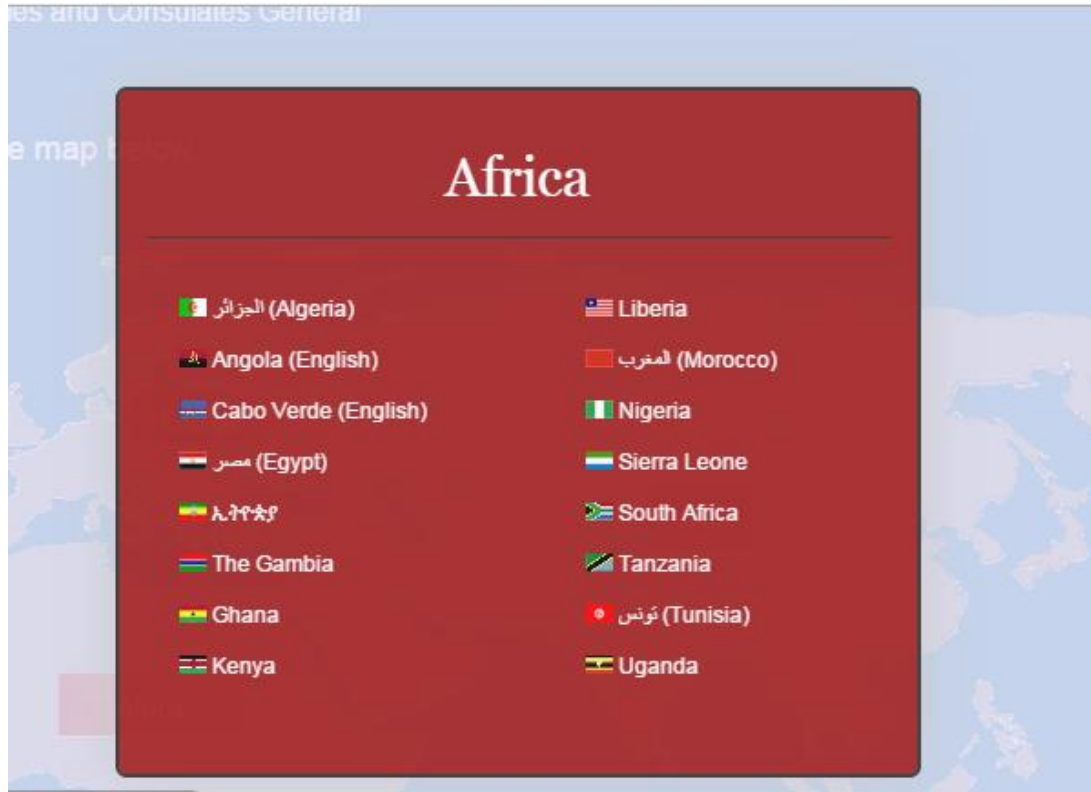 es and Consulates General
e map below.
Africa
الجزائر (Algeria)
Angola (English)
Cabo Verde (English)
مصر (Egypt)
ኢትዮጵያ
The Gambia
Ghana
Kenya
Liberia
المغرب (Morocco)
Nigeria
Sierra Leone
South Africa
Tanzania
تونس (Tunisia)
Uganda